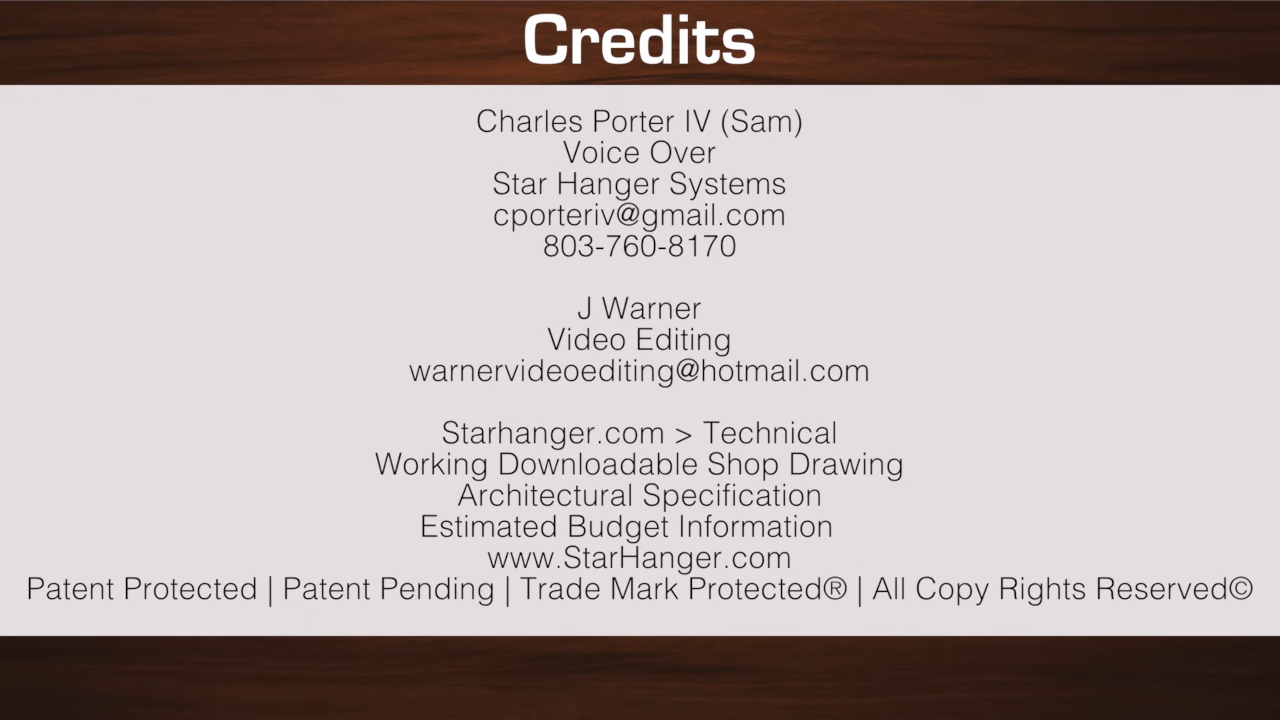 Credits
Charles Porter IV (Sam)
Voice Over
Star Hanger Systems
cporteriv@gmail.com
803-760-8170
J Warner
Video Editing
warnervideoediting@hotmail.com
Starhanger.com > Technical
Working Downloadable Shop Drawing
Architectural Specification
Estimated Budget Information
www.StarHanger.com
Patent Protected | Patent Pending | Trade Mark Protected® | All Copy Rights Reserved©